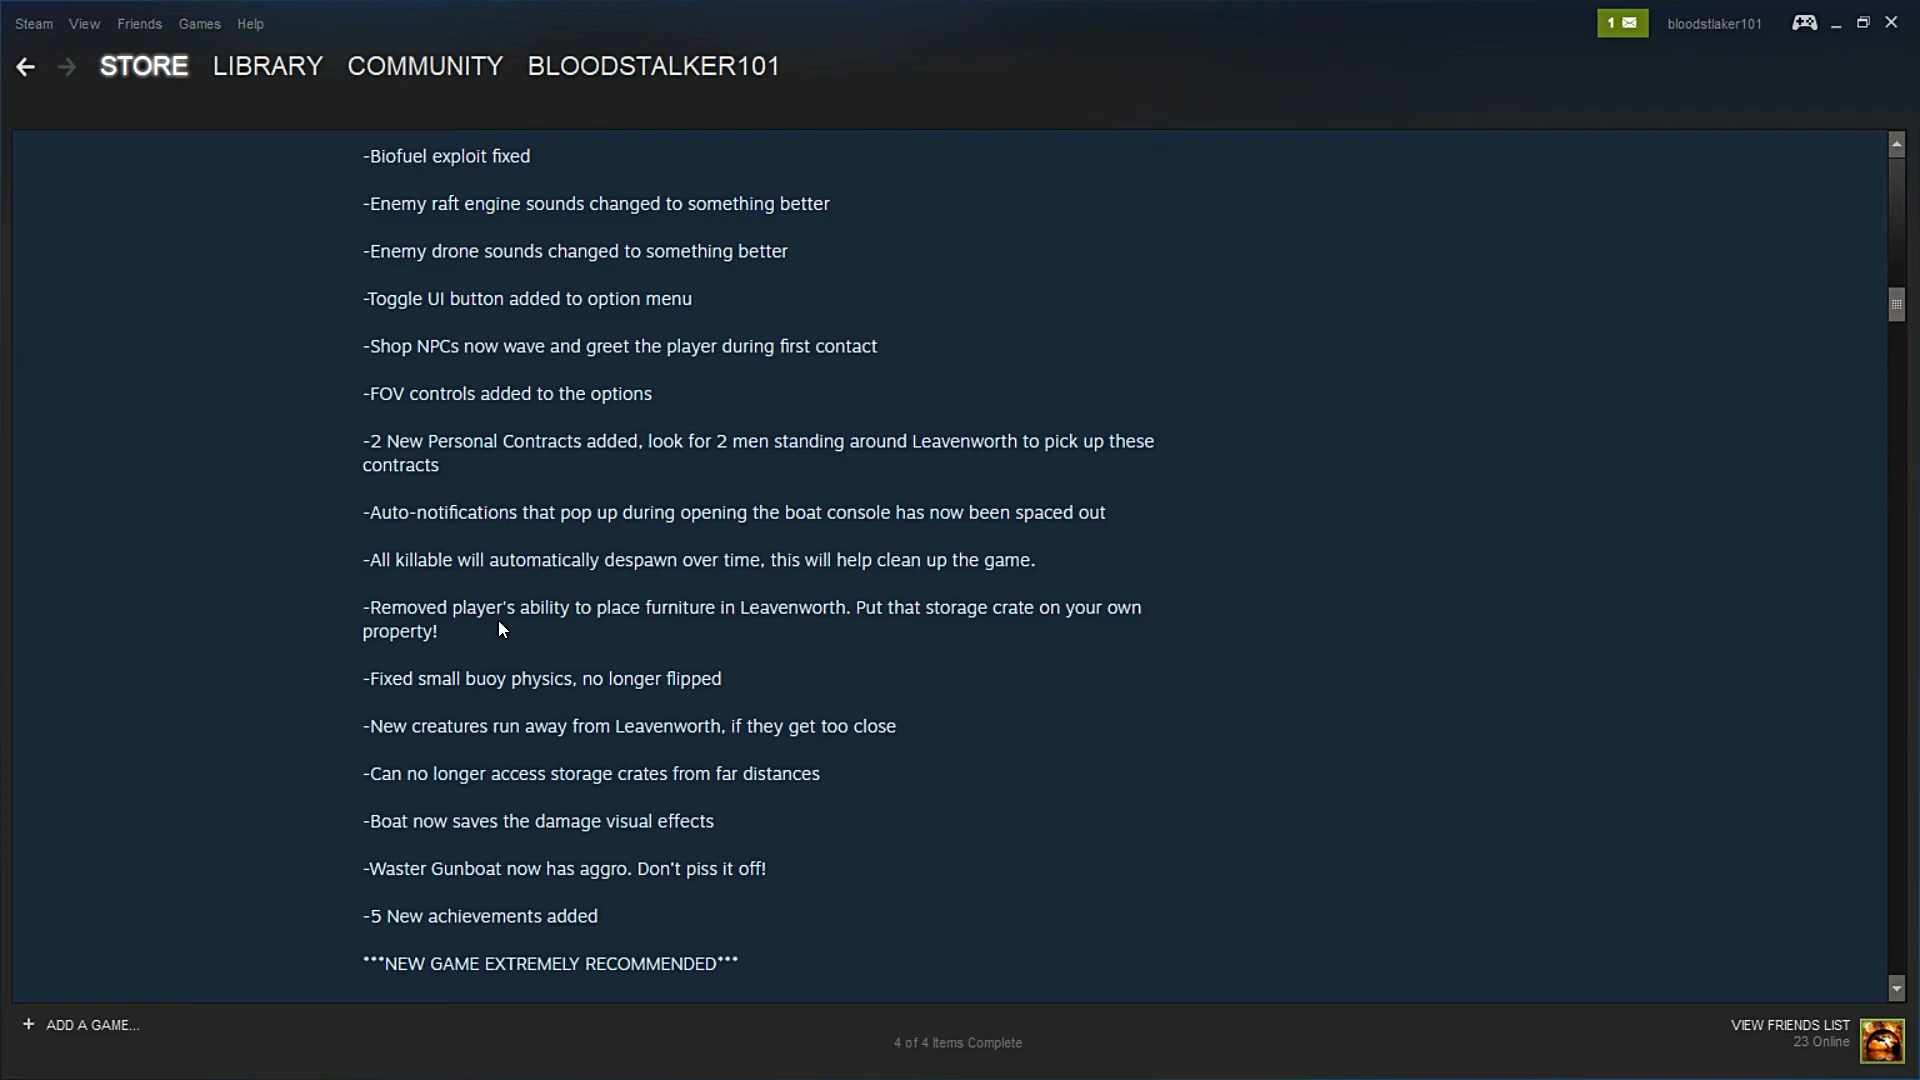 Steam View Friends Games Help
1 bloodstlaker101
STORE LIBRARY COMMUNITY BLOODSTALKER101
-Biofuel exploit fixed
-Enemy raft engine sounds changed to something better
-Enemy drone sounds changed to something better
-Toggle UI button added to option menu
-Shop NPCs now wave and greet the player during first contact
-FOV controls added to the options
-2 New Personal Contracts added, look for 2 men standing around Leavenworth to pick up these
contracts
-Auto-notifications that pop up during opening the boat console has now been spaced out
-All killable will automatically despawn over time, this will help clean up the game.
-Removed player's ability to place furniture in Leavenworth. Put that storage crate on your own
property!
-Fixed small buoy physics, no longer flipped
-New creatures run away from Leavenworth, if they get too close
-Can no longer access storage crates from far distances
-Boat now saves the damage visual effects
-Waster Gunboat now has aggro. Don't piss it off!
-5 New achievements added
***NEW GAME EXTREMELY RECOMMENDED***
+ ADD A GAME...
4 of 4 Items Complete
VIEW FRIENDS LIST
23 Online